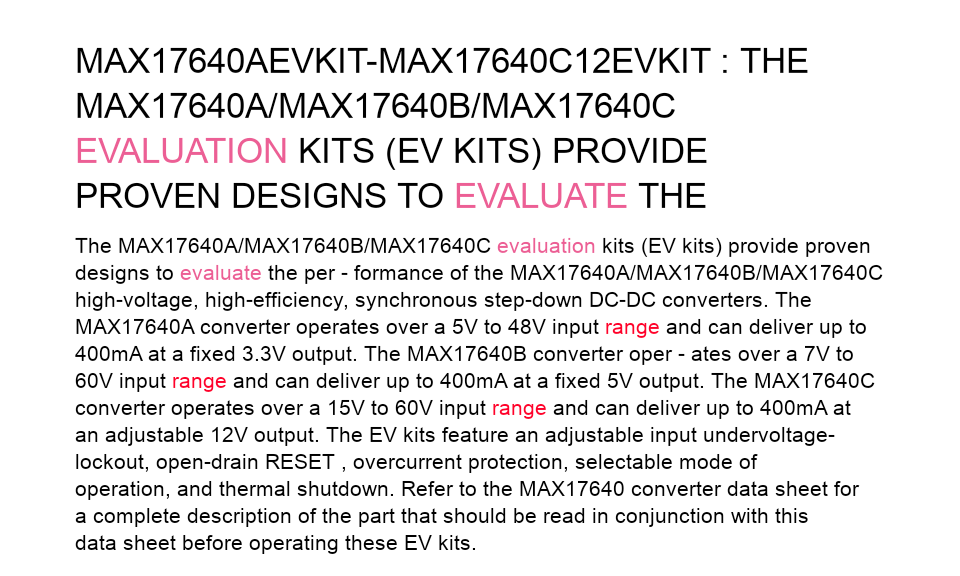 MAX17640AEVKIT-MAX17640C12EVKIT : THE
MAX17640A/MAX17640B/MAX17640C
EVALUATION KITS (EV KITS) PROVIDE
PROVEN DESIGNS TO EVALUATE THE
The MAX17640A/MAX17640B/MAX17640C evaluation kits (EV kits) provide proven
designs to evaluate the per - formance of the MAX17640A/MAX17640B/MAX17640C
high-voltage, high-efficiency, synchronous step-down DC-DC converters. The
MAX17640A converter operates over a 5V to 48V input range and can deliver up to
400mA at a fixed 3.3V output. The MAX17640B converter oper - ates over a 7V to
60V input range and can deliver up to 400mA at a fixed 5V output. The MAX17640C
converter operates over a 15V to 60V input range and can deliver up to 400mA at
an adjustable 12V output. The EV kits feature an adjustable input undervoltage-
lockout, open-drain RESET , overcurrent protection, selectable mode of
operation, and thermal shutdown. Refer to the MAX17640 converter data sheet for
a complete description of the part that should be read in conjunction with this
data sheet before operating these EV kits.